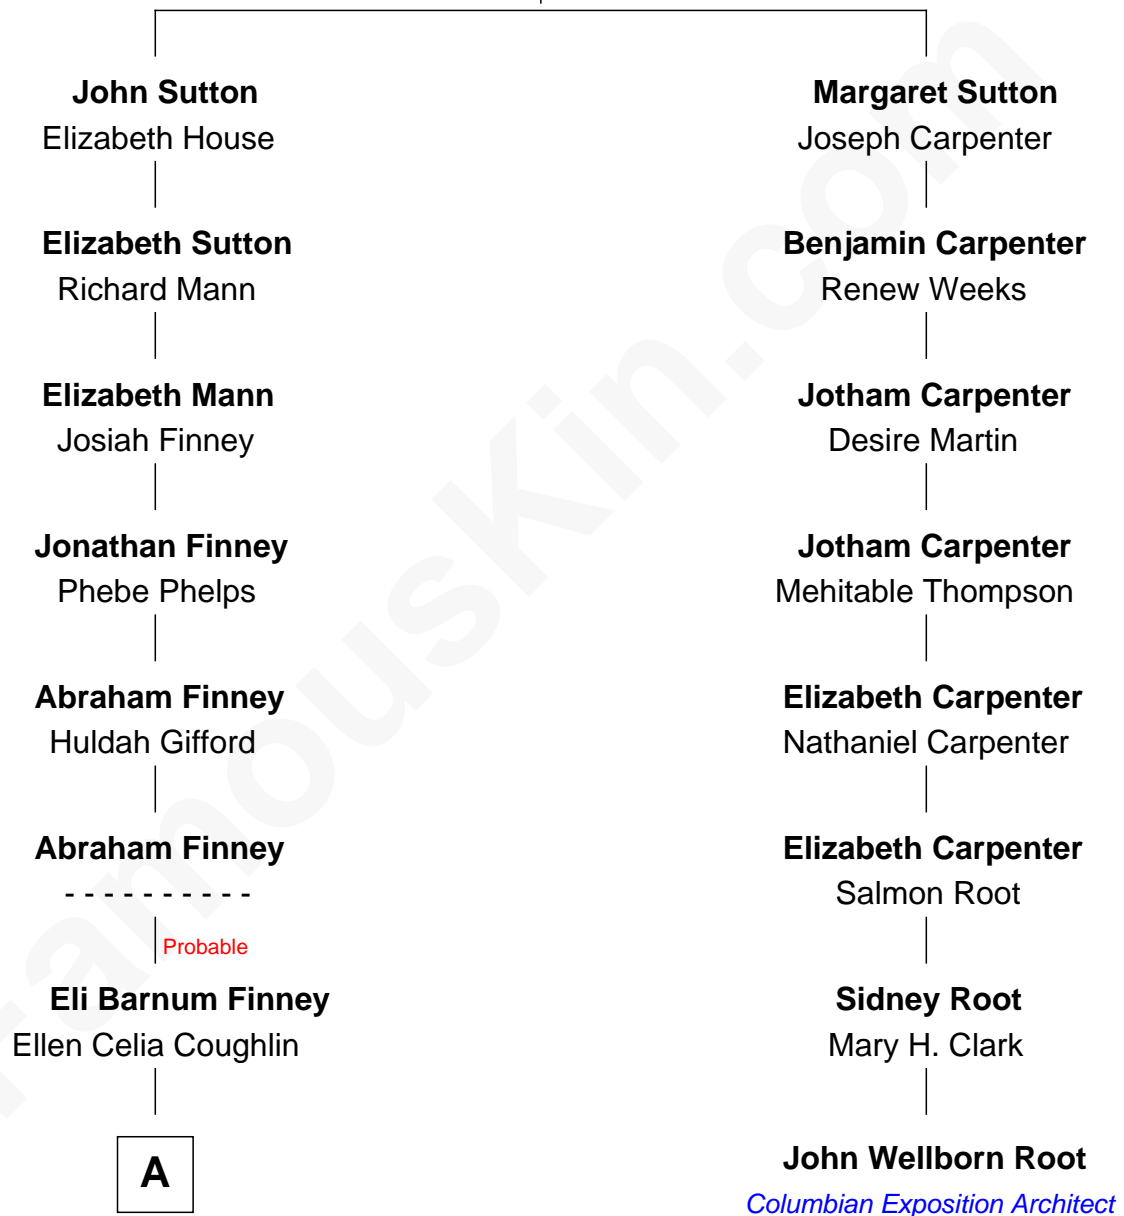 John Sutton
Elizabeth House
Margaret Sutton
Joseph Carpenter
Elizabeth Sutton
Richard Mann
Benjamin Carpenter
Renew Weeks
Elizabeth Mann
Josiah Finney
Jotham Carpenter
Desire Martin
Jonathan Finney
Phebe Phelps
Jotham Carpenter
Mehitable Thompson
Abraham Finney
Huldah Gifford
Elizabeth Carpenter
Nathaniel Carpenter
Abraham Finney
- - - - - - - - - -
Elizabeth Carpenter
Salmon Root
Probable
Eli Barnum Finney
Ellen Celia Coughlin
Sidney Root
Mary H. Clark
A
John Wellborn Root
Columbian Exposition Architect
FamousKin.com